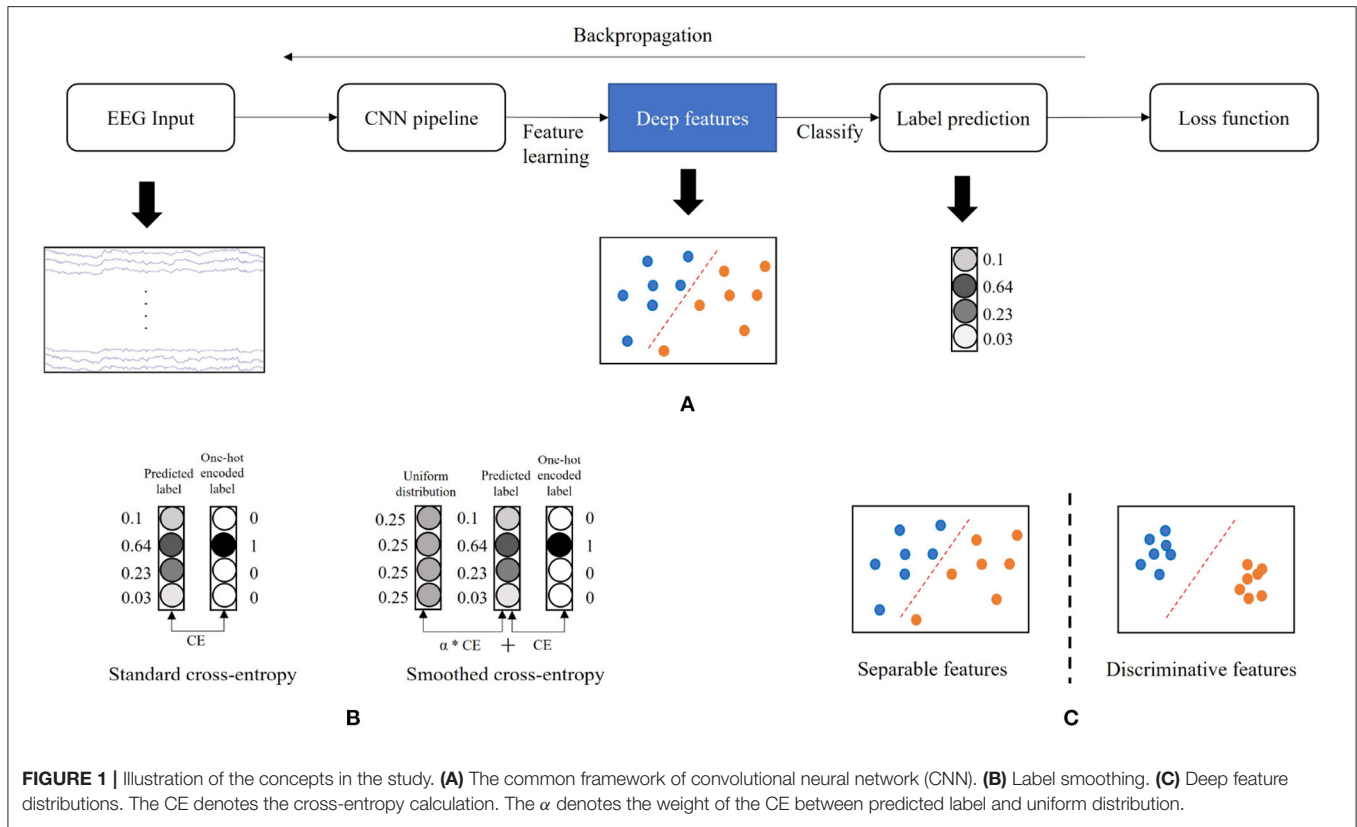 Backpropagation
EEG Input
CNN pipeline
Feature
learning
Deep features
Classify
Label prediction
Loss function
0.1
0.64
0.23
0.03
A
Predicted
label
One-hot
encoded
label
0.1
0
0.64
1
0.23
0
0.03
0
CE
Standard cross-entropy
Uniform
distribution
Predicted
label
One-hot
encoded
label
0.25
0.1
0
0.25
0.64
1
0.25
0.23
0
0.25
0.03
0
α * CE + CE
Smoothed cross-entropy
B
Separable features
Discriminative features
C
FIGURE 1 | Illustration of the concepts in the study. (A) The common framework of convolutional neural network (CNN). (B) Label smoothing. (C) Deep feature
distributions. The CE denotes the cross-entropy calculation. The α denotes the weight of the CE between predicted label and uniform distribution.